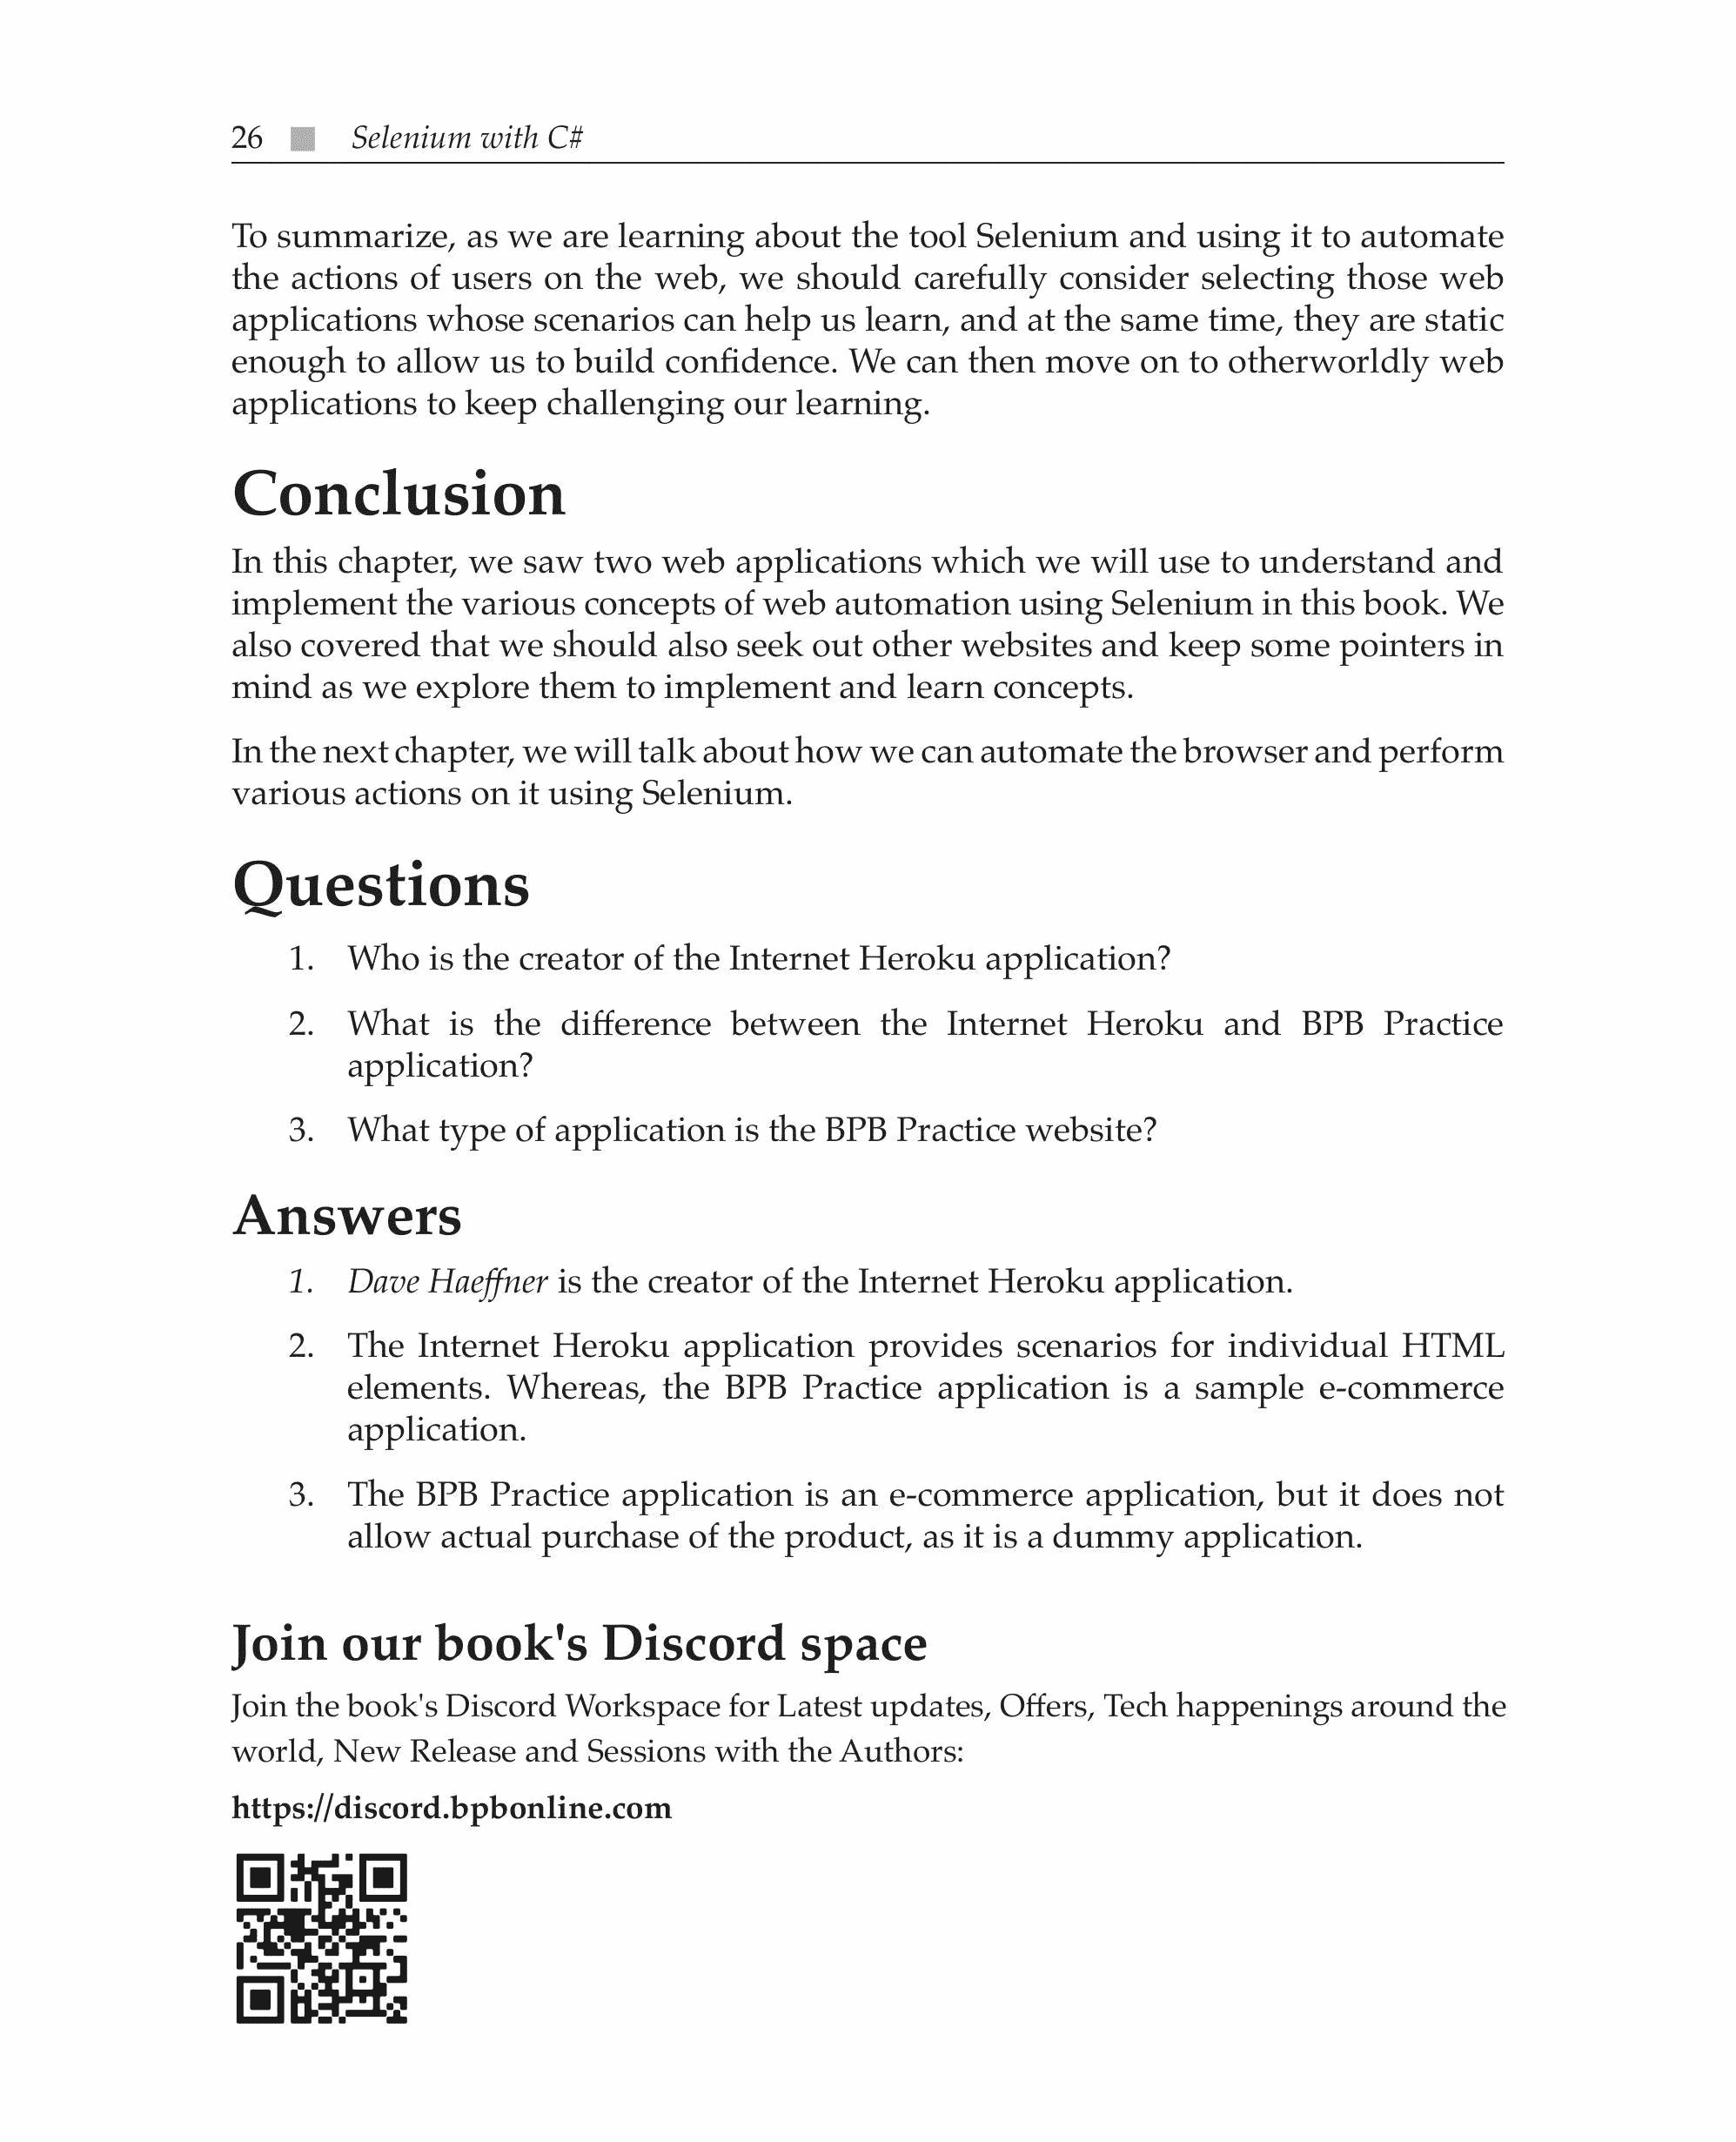 26 Selenium with C#
To summarize, as we are learning about the tool Selenium and using it to automate
the actions of users on the web, we should carefully consider selecting those web
applications whose scenarios can help us learn, and at the same time, they are static
enough to allow us to build confidence. We can then move on to otherworldly web
applications to keep challenging our learning.
Conclusion
In this chapter, we saw two web applications which we will use to understand and
implement the various concepts of web automation using Selenium in this book. We
also covered that we should also seek out other websites and keep some pointers in
mind as we explore them to implement and learn concepts.
In the next chapter, we will talk about how we can automate the browser and perform
various actions on it using Selenium.
Questions
1. Who is the creator of the Internet Heroku application?
2. What is the difference between the Internet Heroku and BPB Practice
application?
3. What type of application is the BPB Practice website?
Answers
1. Dave Haeffner is the creator of the Internet Heroku application.
2. The Internet Heroku application provides scenarios for individual HTML
elements. Whereas, the BPB Practice application is a sample e-commerce
application.
3. The BPB Practice application is an e-commerce application, but it does not
allow actual purchase of the product, as it is a dummy application.
Join our book's Discord space
Join the book's Discord Workspace for Latest updates, Offers, Tech happenings around the
world, New Release and Sessions with the Authors:
https://discord.bpbonline.com